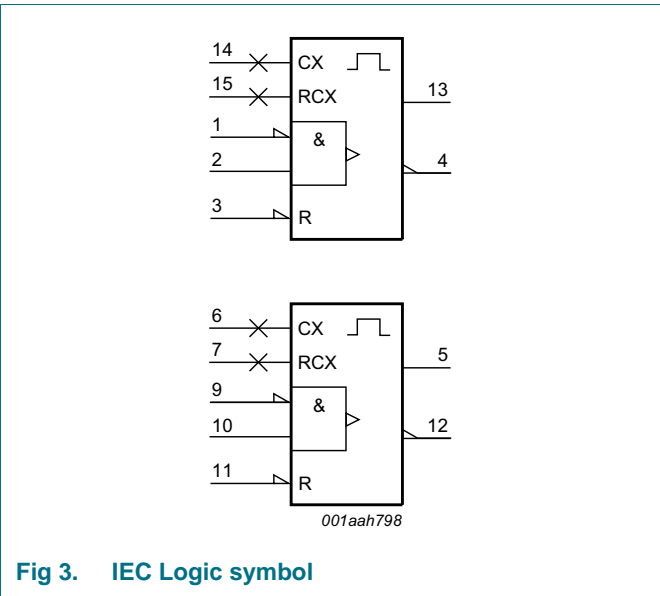 14 CX
15 RCX 13
1 &
2 4
3 R
6 CX
7 RCX 5
9 &
10 12
11 R
001aah798
Fig 3. IEC Logic symbol